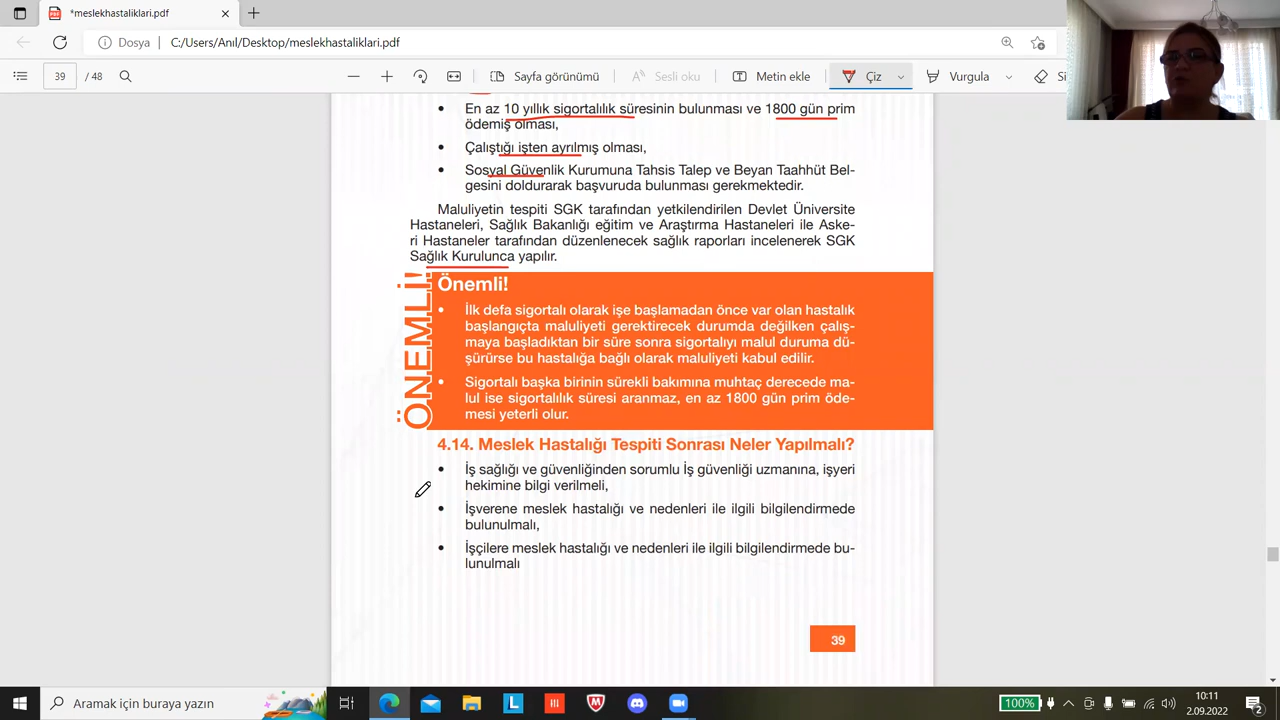 *meslekhastaliklari.pdf
Dosya
C:/Users/Anıl/Desktop/meslekhastaliklari.pdf
39
/ 48
Sayfa görünümü
Sesli oku
Metin ekle
Çiz
Vurgula
Si
En az 10 yıllık sigortalılık süresinin bulunması ve 1800 gün prim
ödemiş olması,
Çalıştığı işten ayrılmış olması,
Sosyal Güvenlik Kurumuna Tahsis Talep ve Beyan Taahhüt Bel-
gesini doldurarak başvuruda bulunması gerekmektedir.
Maluliyetin tespiti SGK tarafından yetkilendirilen Devlet Üniversite
Hastaneleri, Sağlık Bakanlığı eğitim ve Araştırma Hastaneleri ile Aske-
ri Hastaneler tarafından düzenlenecek sağlık raporları incelenerek SGK
Sağlık Kurulunca yapılır.
ÖNEMLİ!
Önemli!
İlk defa sigortalı olarak işe başlamadan önce var olan hastalık
başlangıçta maluliyeti gerektirecek durumda değilken çalış-
maya başladıktan bir süre sonra sigortalıyı malul duruma dü-
şürürse bu hastalığa bağlı olarak maluliyeti kabul edilir.
Sigortalı başka birinin sürekli bakımına muhtaç derecede ma-
lul ise sigortalılık süresi aranmaz, en az 1800 gün prim öde-
mesi yeterli olur.
4.14. Meslek Hastalığı Tespiti Sonrası Neler Yapılmalı?
İş sağlığı ve güvenliğinden sorumlu İş güvenliği uzmanına, işyeri
hekimine bilgi verilmeli,
İşverene meslek hastalığı ve nedenleri ile ilgili bilgilendirmede
bulunulmalı,
İşçilere meslek hastalığı ve nedenleri ile ilgili bilgilendirmede bu-
lunulmalı
39
Aramak için buraya yazın
100%
10:11
2.09.2022
2